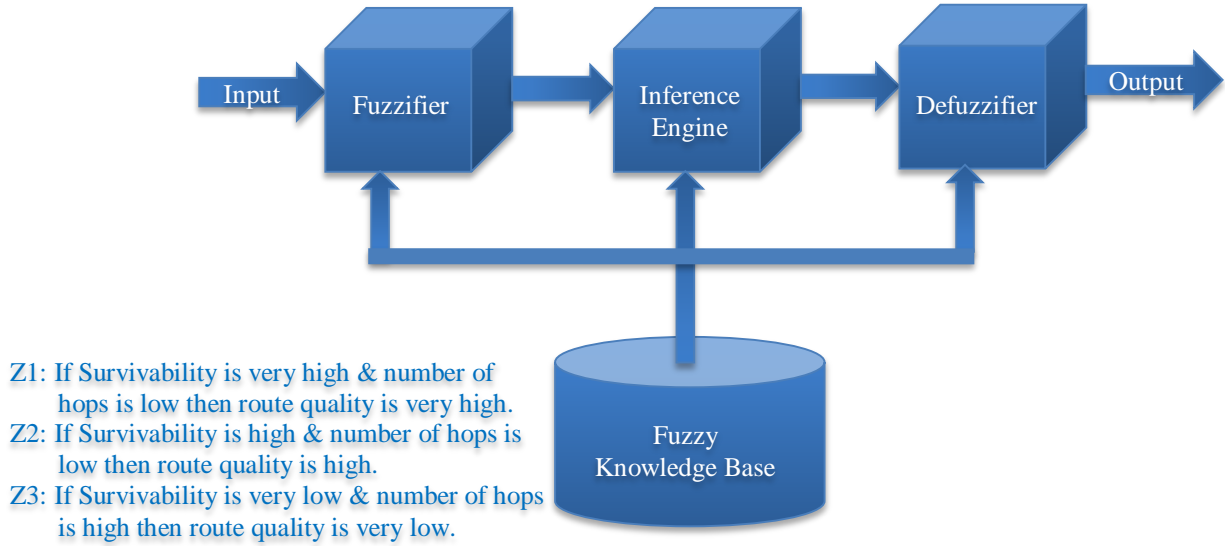 Input
Fuzzifier
Inference
Engine
Defuzzifier
Output
Z1: If Survivability is very high & number of
hops is low then route quality is very high.
Z2: If Survivability is high & number of hops is
low then route quality is high.
Z3: If Survivability is very low & number of hops
is high then route quality is very low.
Fuzzy
Knowledge Base